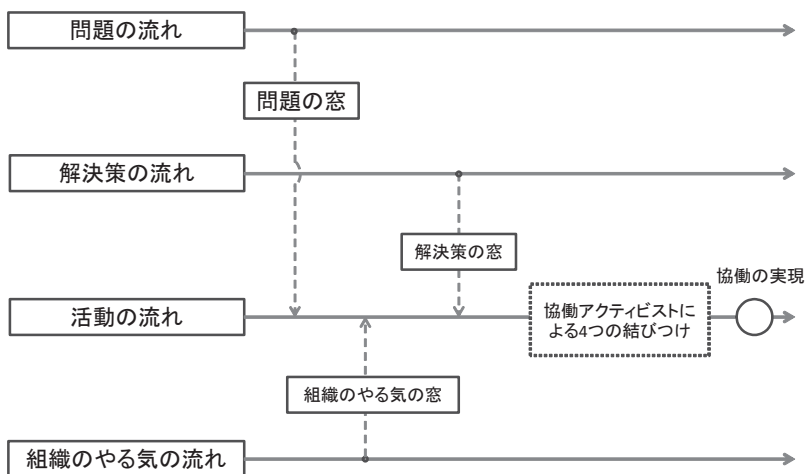 問題の流れ
問題の窓
解決策の流れ
解決策の窓
協働の実現
活動の流れ
協働アクティビストに
よる4つの結びつけ
組織のやる気の窓
組織のやる気の流れ